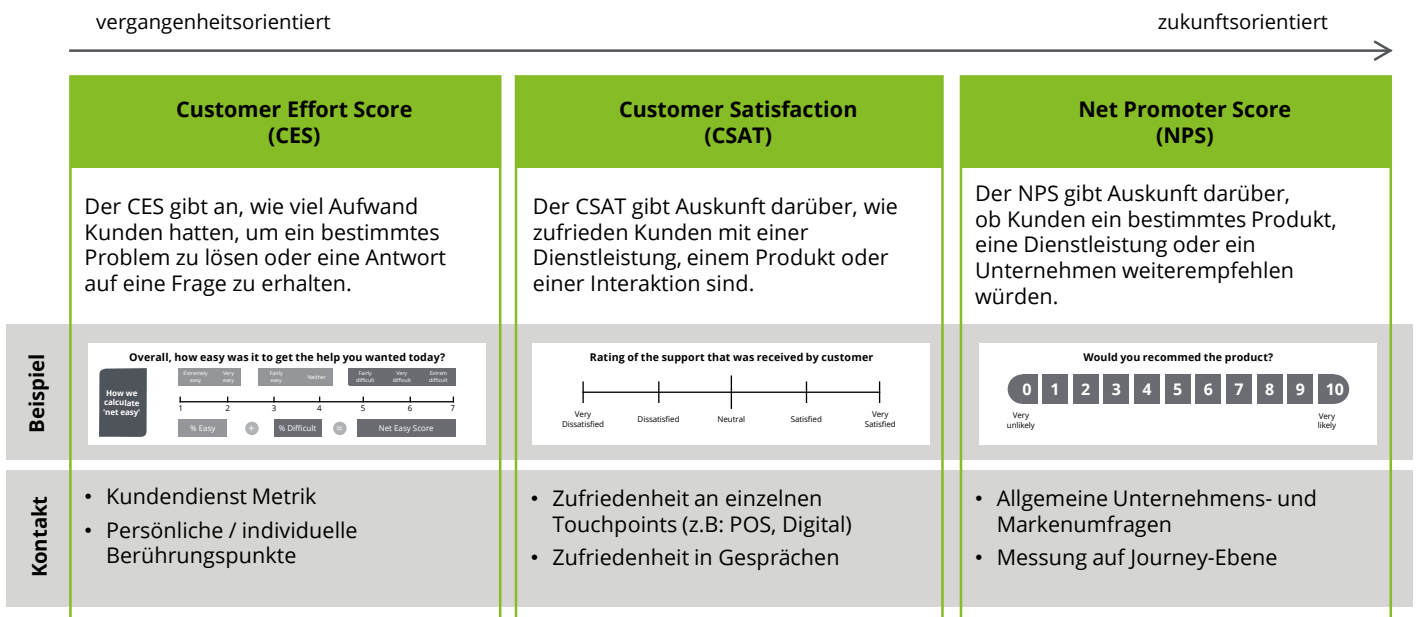 vergangenheitsorientiert
zukunftsorientiert
Customer Effort Score
(CES)
Customer Satisfaction
(CSAT)
Net Promoter Score
(NPS)
Der CES gibt an, wie viel Aufwand
Kunden hatten, um ein bestimmtes
Problem zu lösen oder eine Antwort
auf eine Frage zu erhalten.
Der CSAT gibt Auskunft darüber, wie
zufrieden Kunden mit einer
Dienstleistung, einem Produkt oder
einer Interaktion sind.
Der NPS gibt Auskunft darüber,
ob Kunden ein bestimmtes Produkt,
eine Dienstleistung oder ein
Unternehmen weiterempfehlen
würden.
Beispiel
Overall, how easy was it to get the help you wanted today?
How we
calculate
'net easy'
Extremely
easy
Very
easy
Fairly
easy
Neither
Fairly
difficult
Very
difficult
Extrem
difficult
1 2 3 4 5 6 7
% Easy + % Difficult = Net Easy Score
Rating of the support that was received by customer
Very
Dissatisfied
Dissatisfied
Neutral
Satisfied
Very
Satisfied
Would you recommed the product?
0 1 2 3 4 5 6 7 8 9 10
Very
unlikely
Very
likely
Kontakt
• Kundendienst Metrik
• Persönliche / individuelle
Berührungspunkte
• Zufriedenheit an einzelnen
Touchpoints (z.B: POS, Digital)
• Zufriedenheit in Gesprächen
• Allgemeine Unternehmens- und
Markenumfragen
• Messung auf Journey-Ebene